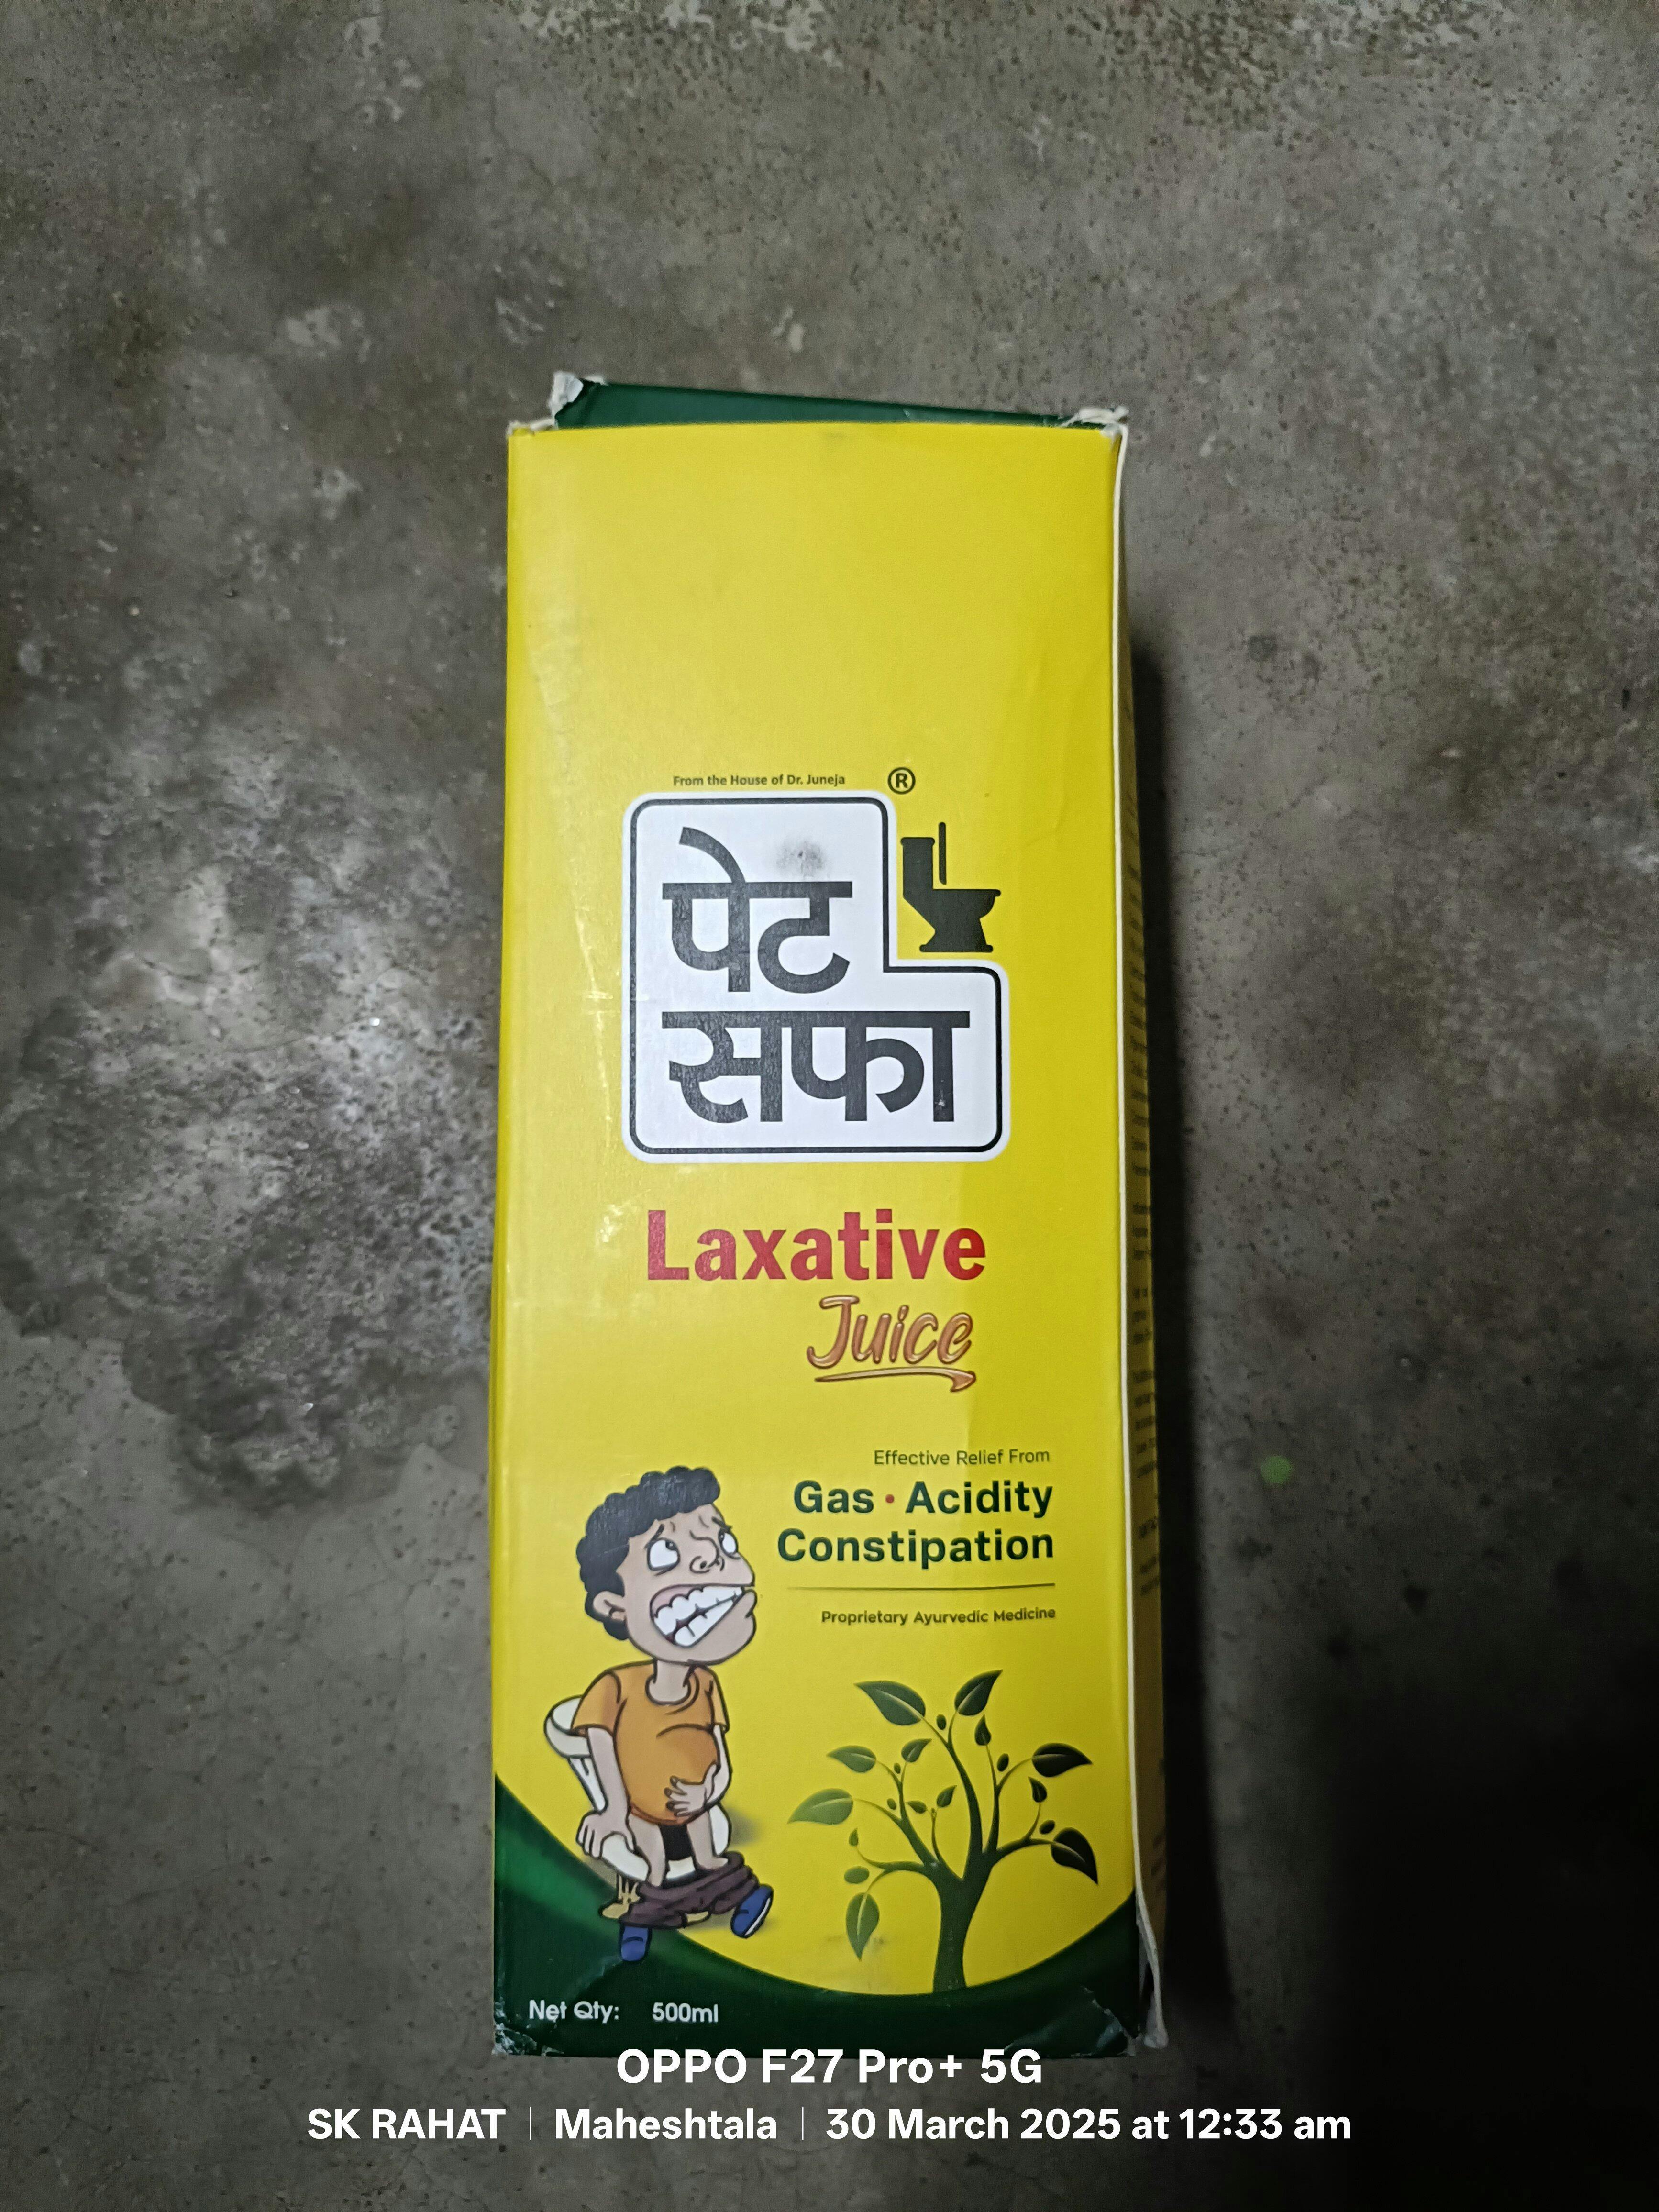 From the House of Dr. Juneja
®
पेट
सफा
Laxative
Juice
Effective Relief From
Gas • Acidity
Constipation
Proprietary Ayurvedic Medicine
Net Qty: 500ml
OPPO F27 Pro+ 5G
SK RAHAT | Maheshtala | 30 March 2025 at 12:33 am